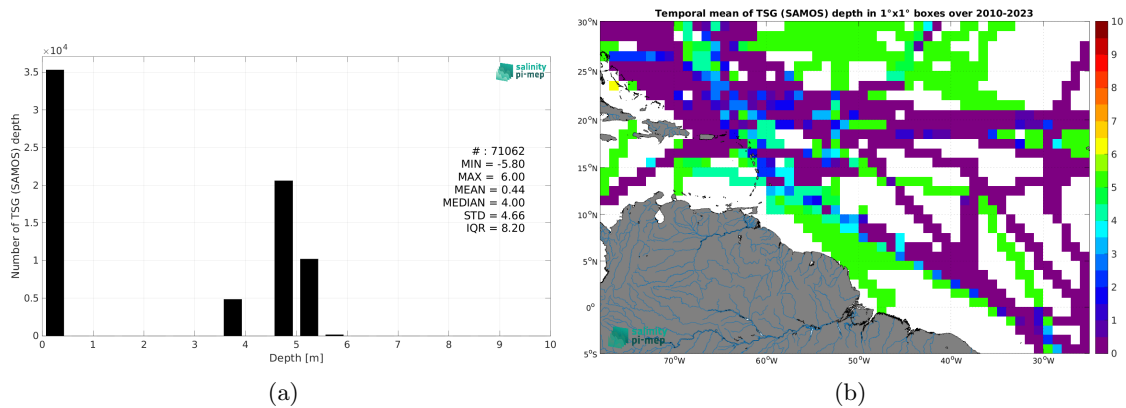 ×10⁴
3.5
3
2.5
2
1.5
1
0.5
0
Number of TSG (SAMOS) depth
salinity
pi-mep
# : 71062
MIN = -5.80
MAX = 6.00
MEAN = 0.44
MEDIAN = 4.00
STD = 4.66
IQR = 8.20
0 1 2 3 4 5 6 7 8 9 10
Depth [m]
(a)
Temporal mean of TSG (SAMOS) depth in 1°x1° boxes over 2010-2023
30°N
25°N
20°N
15°N
10°N
5°N
0°
5°S
salinity
pi-mep
70°W 60°W 50°W 40°W 30°W
10
9
8
7
6
5
4
3
2
1
0
(b)